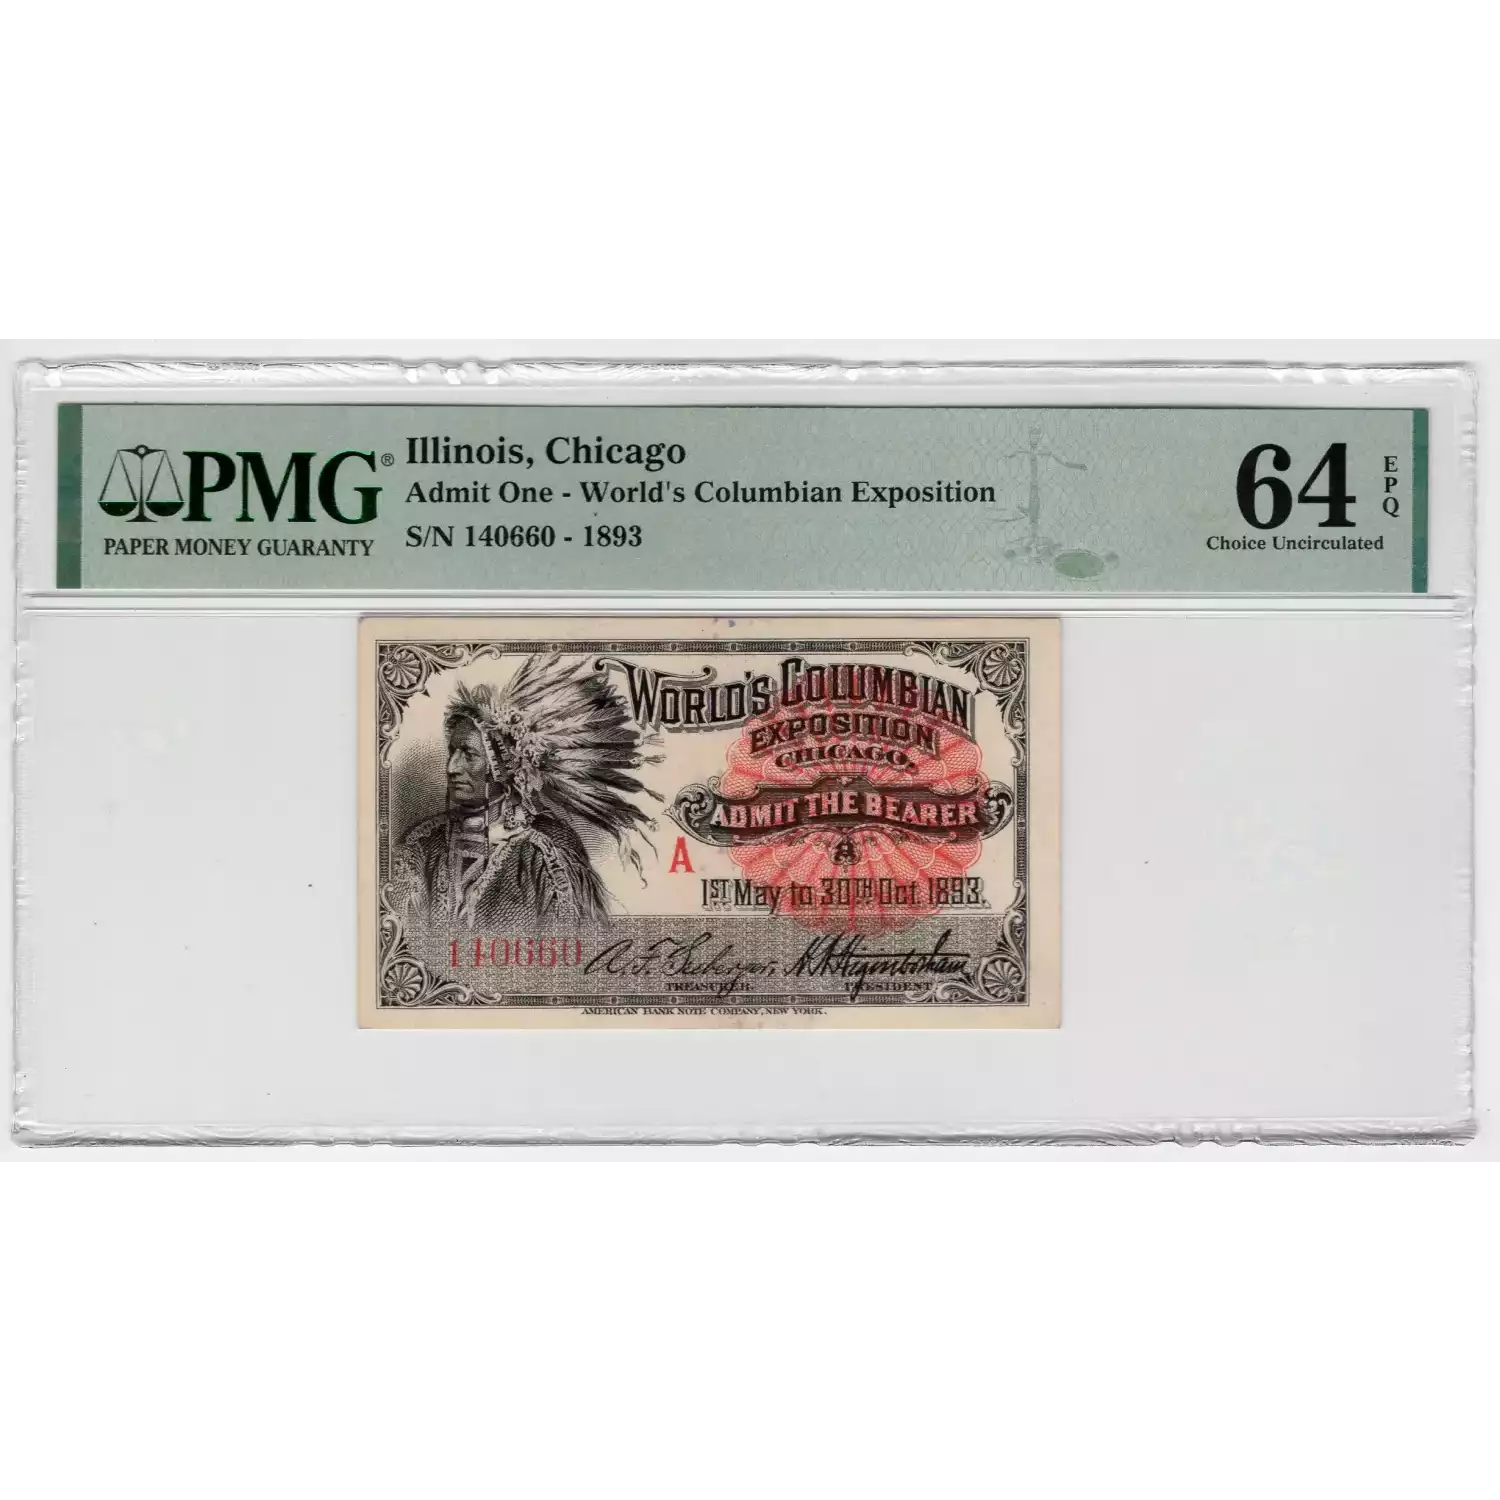 PMG®
PAPER MONEY GUARANTY
Illinois, Chicago
Admit One - World's Columbian Exposition
S/N 140660 - 1893
64
EPQ
Choice Uncirculated
WORLD'S COLUMBIAN
EXPOSITION
CHICAGO.
ADMIT THE BEARER
A
1ST May to 30TH Oct. 1893.
140660
A. F. Seeberger,
TREASURER.
H. N. Higinbotham
PRESIDENT
AMERICAN BANK NOTE COMPANY, NEW YORK.